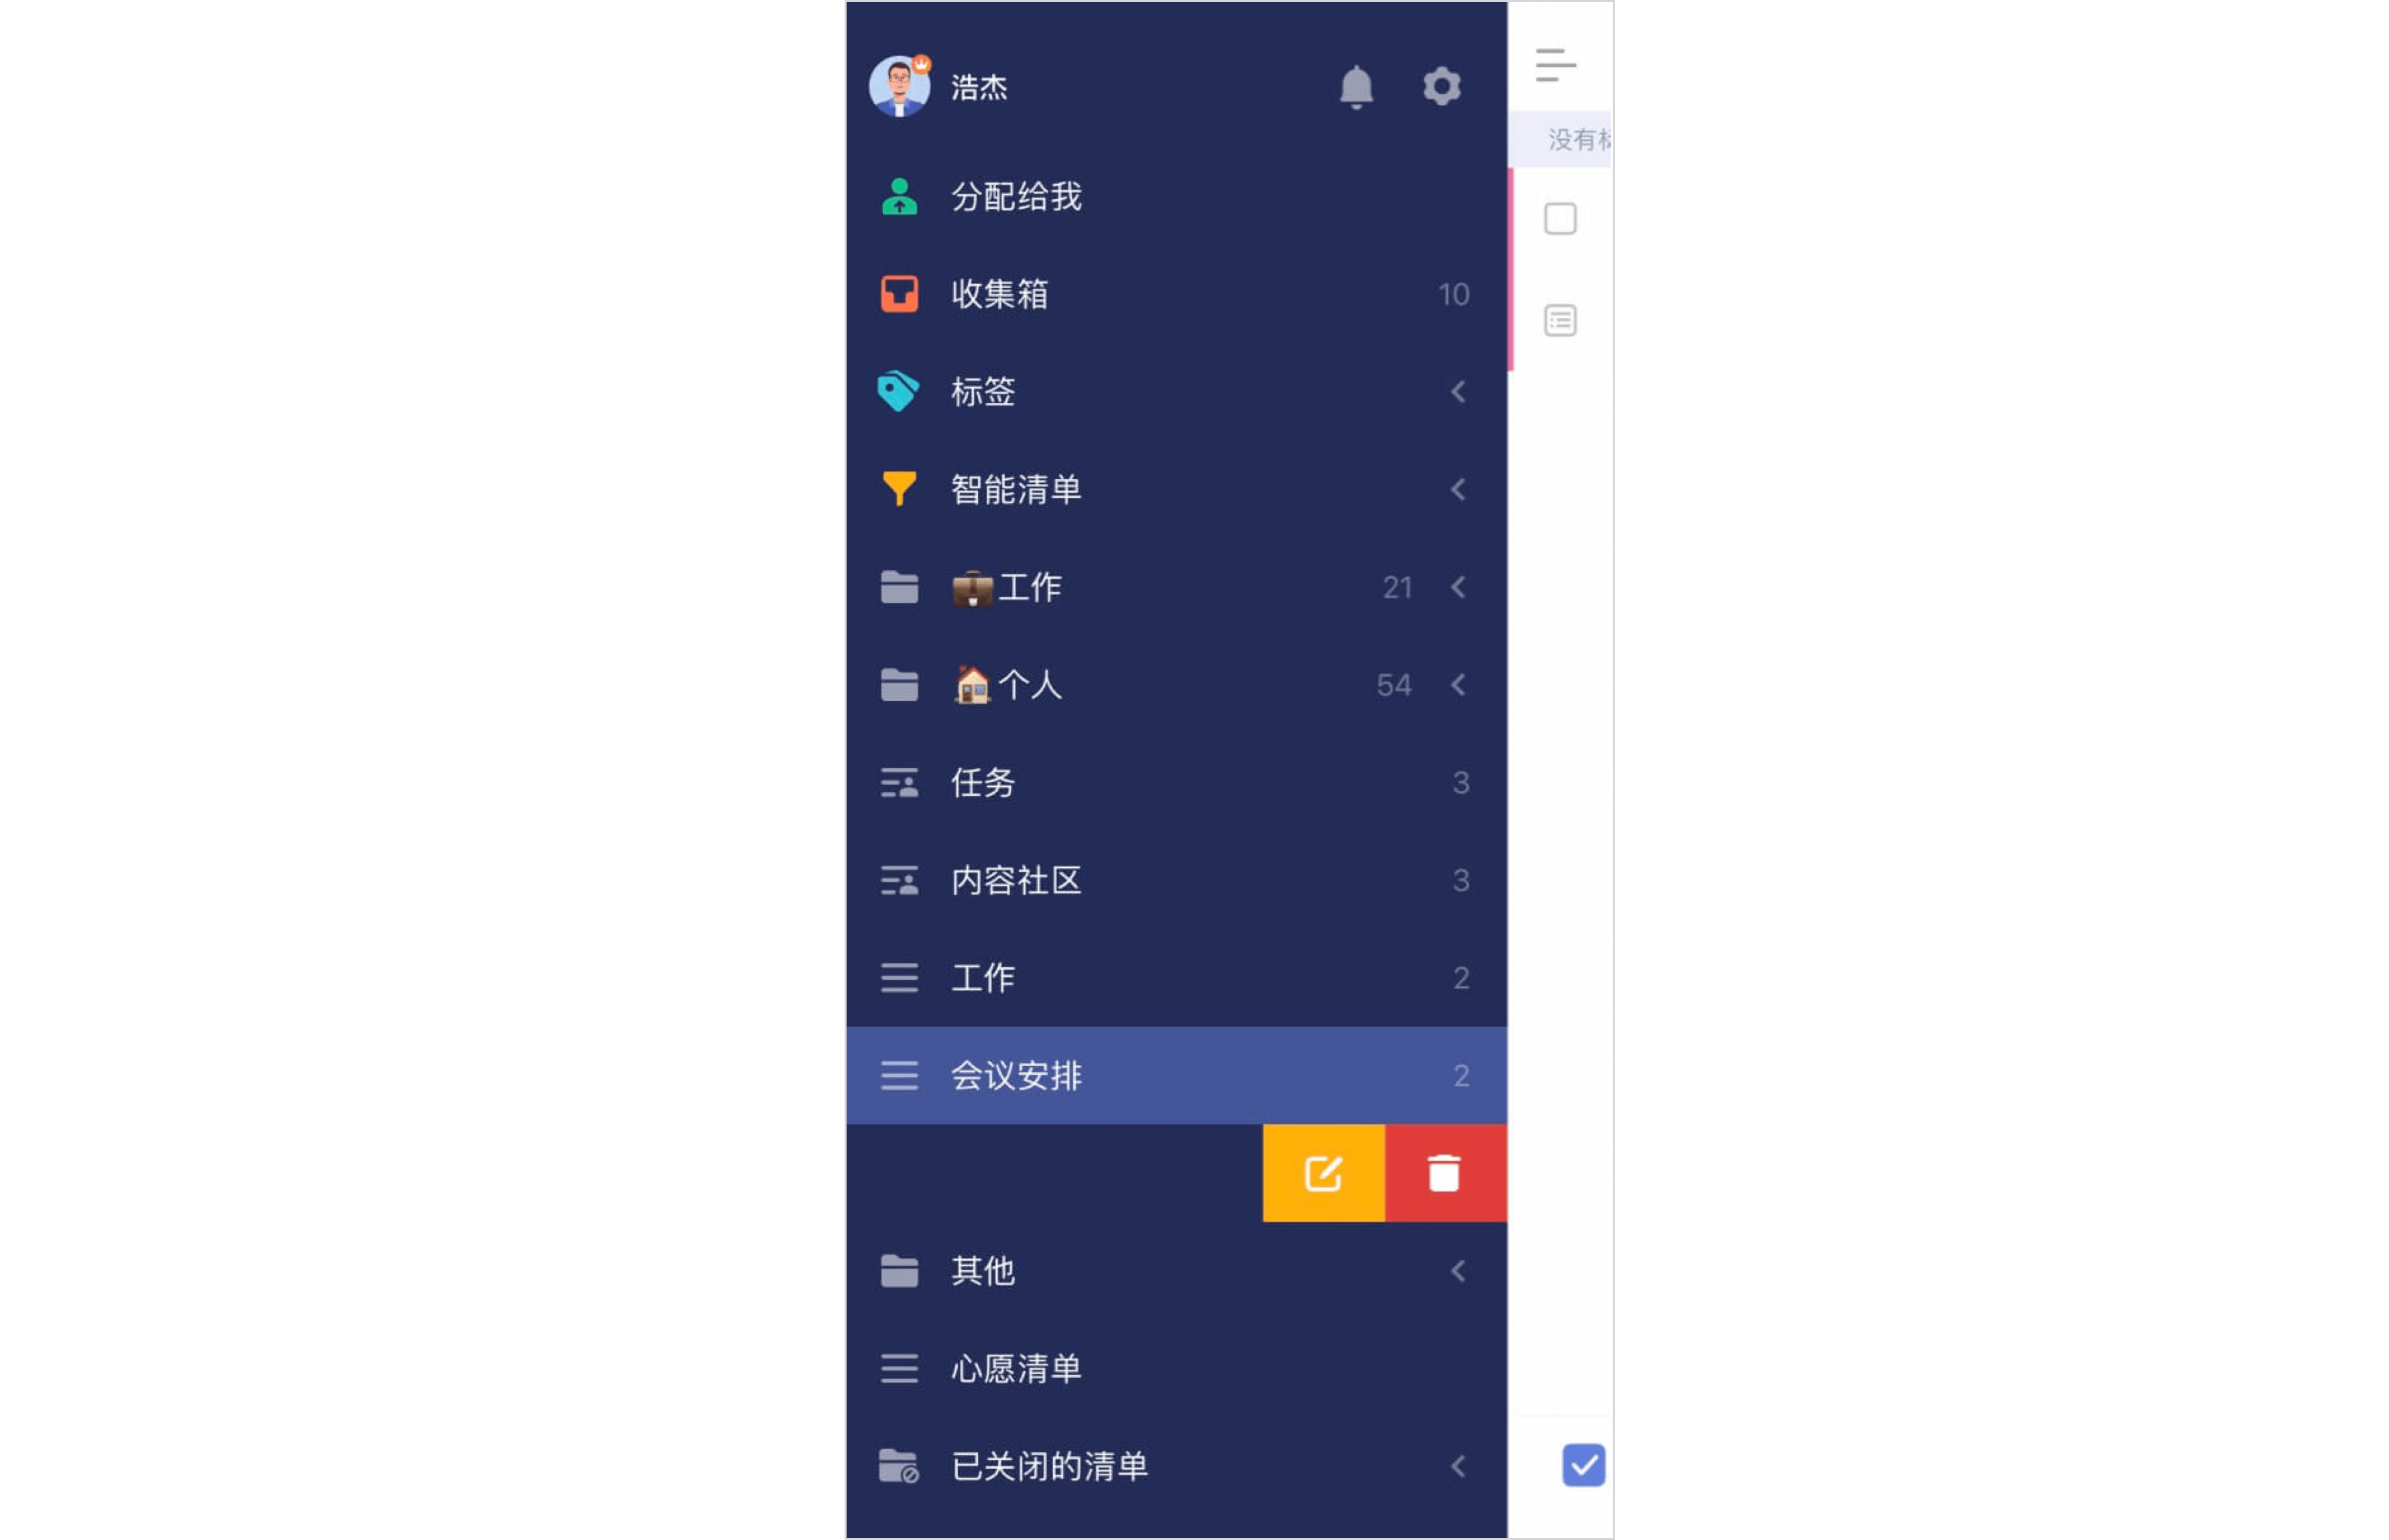 浩杰
没有
分配给我
收集箱 10
标签
智能清单
工作 21
个人 54
任务 3
内容社区 3
工作 2
会议安排 2
其他
心愿清单
已关闭的清单